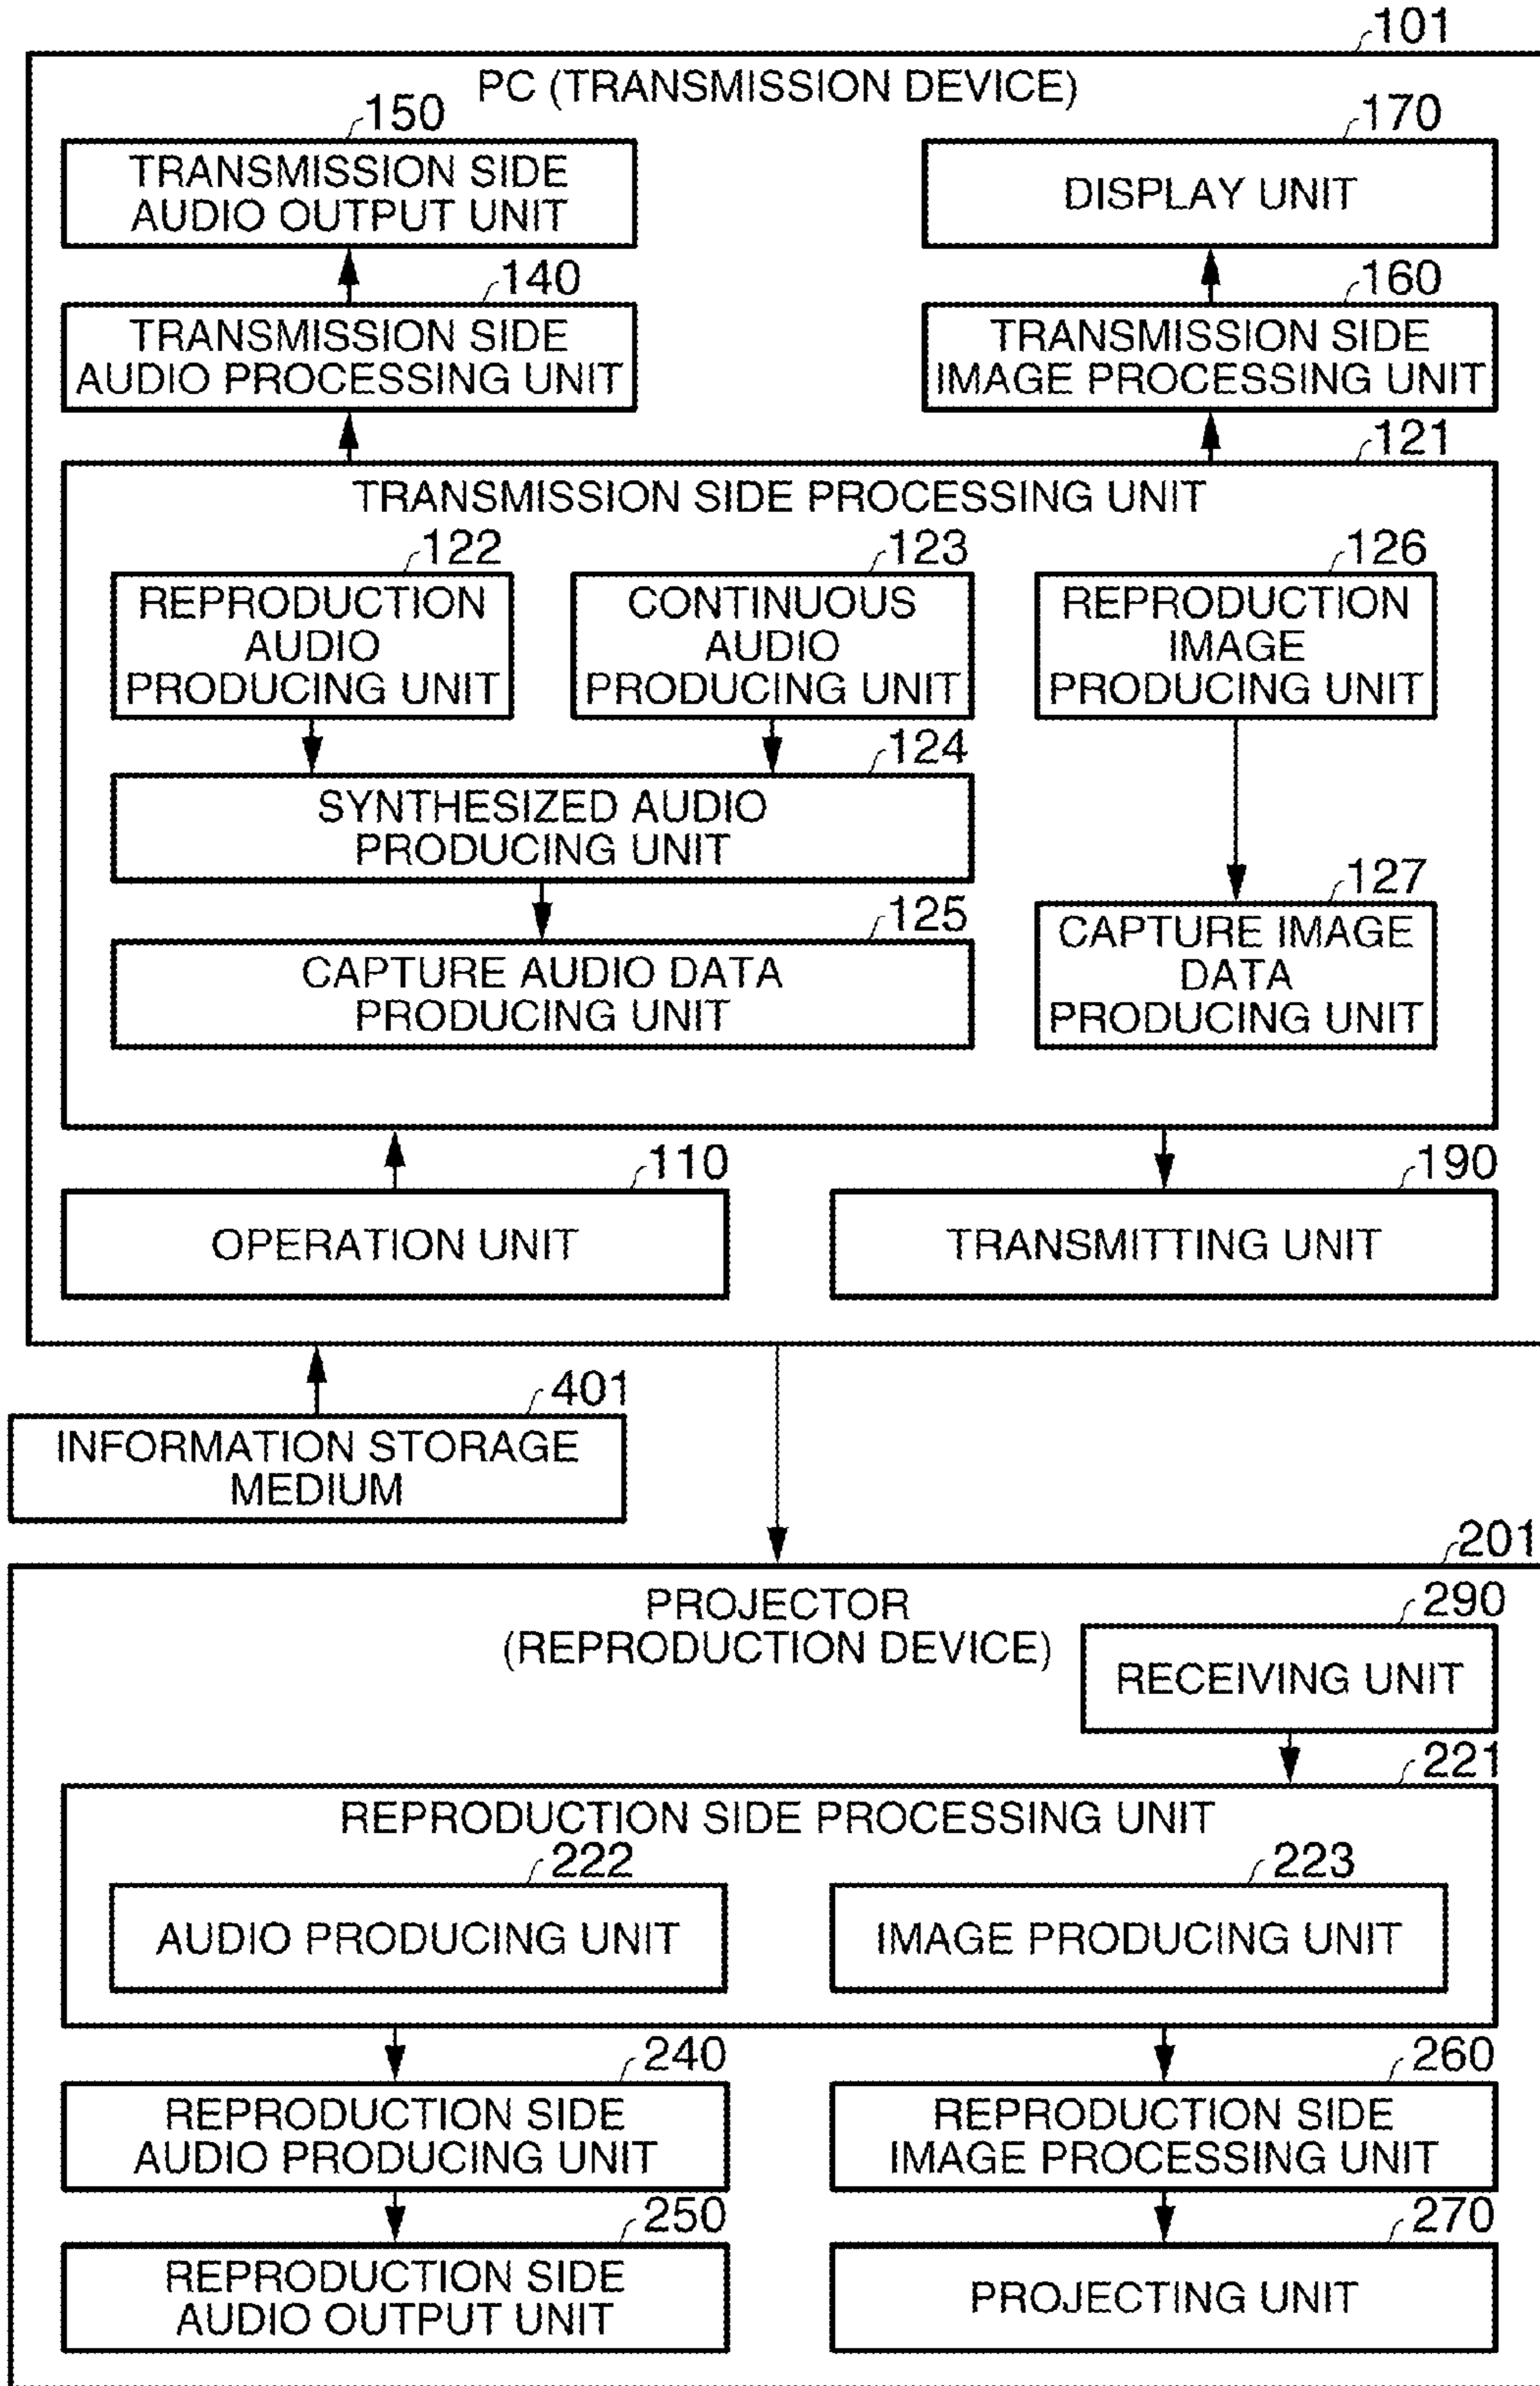 101
PC (TRANSMISSION DEVICE)
150
TRANSMISSION SIDE
AUDIO OUTPUT UNIT
170
DISPLAY UNIT
140
TRANSMISSION SIDE
AUDIO PROCESSING UNIT
160
TRANSMISSION SIDE
IMAGE PROCESSING UNIT
121
TRANSMISSION SIDE PROCESSING UNIT
122
REPRODUCTION
AUDIO
PRODUCING UNIT
123
CONTINUOUS
AUDIO
PRODUCING UNIT
126
REPRODUCTION
IMAGE
PRODUCING UNIT
124
SYNTHESIZED AUDIO
PRODUCING UNIT
125
CAPTURE AUDIO DATA
PRODUCING UNIT
127
CAPTURE IMAGE
DATA
PRODUCING UNIT
110
OPERATION UNIT
190
TRANSMITTING UNIT
401
INFORMATION STORAGE
MEDIUM
201
PROJECTOR
(REPRODUCTION DEVICE)
290
RECEIVING UNIT
221
REPRODUCTION SIDE PROCESSING UNIT
222
AUDIO PRODUCING UNIT
223
IMAGE PRODUCING UNIT
240
REPRODUCTION SIDE
AUDIO PRODUCING UNIT
260
REPRODUCTION SIDE
IMAGE PROCESSING UNIT
250
REPRODUCTION SIDE
AUDIO OUTPUT UNIT
270
PROJECTING UNIT